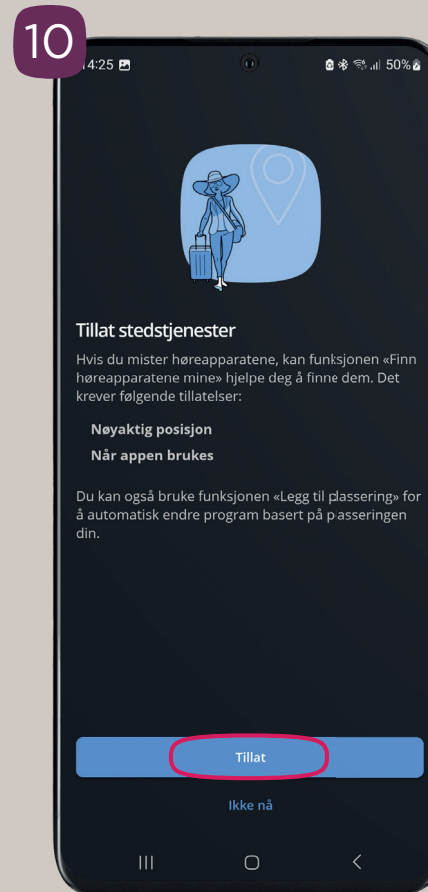 10
4:25
50%
Tillat stedstjenester
Hvis du mister høreapparatene, kan funksjonen «Finn
høreapparatene mine» hjelpe deg å finne dem. Det
krever følgende tillatelser:
Nøyaktig posisjon
Når appen brukes
Du kan også bruke funksjonen «Legg til plassering» for
å automatisk endre program basert på plasseringen
din.
Tillat
Ikke nå